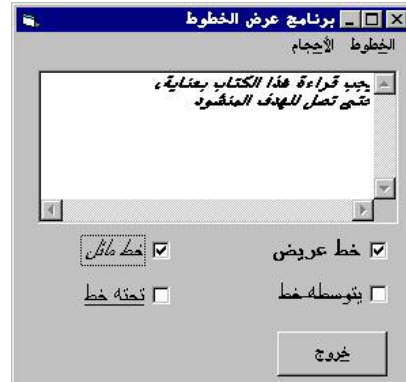 برنامج عرض الخطوط
الخطوط الأحجام
يجب قراءة هذا الكتاب بعناية،
حتى تصل للهدف المنشود
خط عريض
خط مائل
يتوسطه خط
تحته خط
خروج